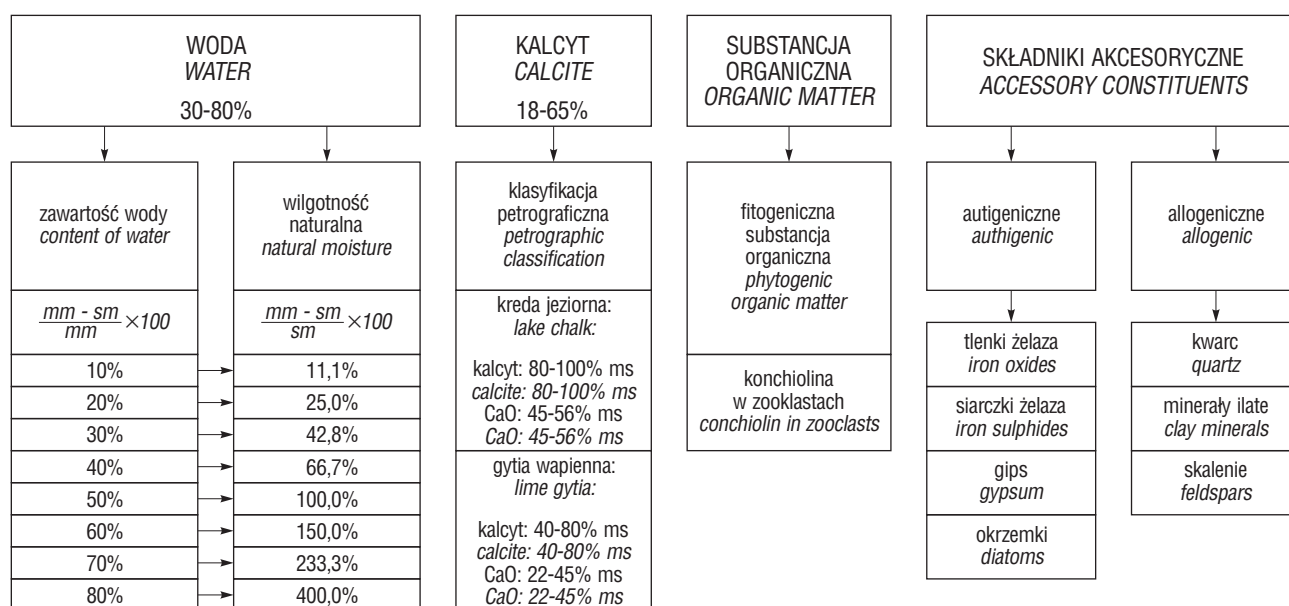 WODA
WATER
30-80%
zawartość wody
content of water
mm - sm
mm
×100
10%
20%
30%
40%
50%
60%
70%
80%
wilgotność
naturalna
natural moisture
mm - sm
sm
×100
11,1%
25,0%
42,8%
66,7%
100,0%
150,0%
233,3%
400,0%
KALCYT
CALCITE
18-65%
klasyfikacja
petrograficzna
petrographic
classification
kreda jeziorna:
lake chalk:
kalcyt: 80-100% ms
calcite: 80-100% ms
CaO: 45-56% ms
CaO: 45-56% ms
gytia wapienna:
lime gytia:
kalcyt: 40-80% ms
calcite: 40-80% ms
CaO: 22-45% ms
CaO: 22-45% ms
SUBSTANCJA
ORGANICZNA
ORGANIC MATTER
fitogeniczna
substancja
organiczna
phytogenic
organic matter
konchiolina
w zooklastach
conchiolin in zooclasts
SKŁADNIKI AKCESORYCZNE
ACCESSORY CONSTITUENTS
autigeniczne
authigenic
tlenki żelaza
iron oxides
siarczki żelaza
iron sulphides
gips
gypsum
okrzemki
diatoms
allogeniczne
allogenic
kwarc
quartz
minerały ilate
clay minerals
skalenie
feldspars